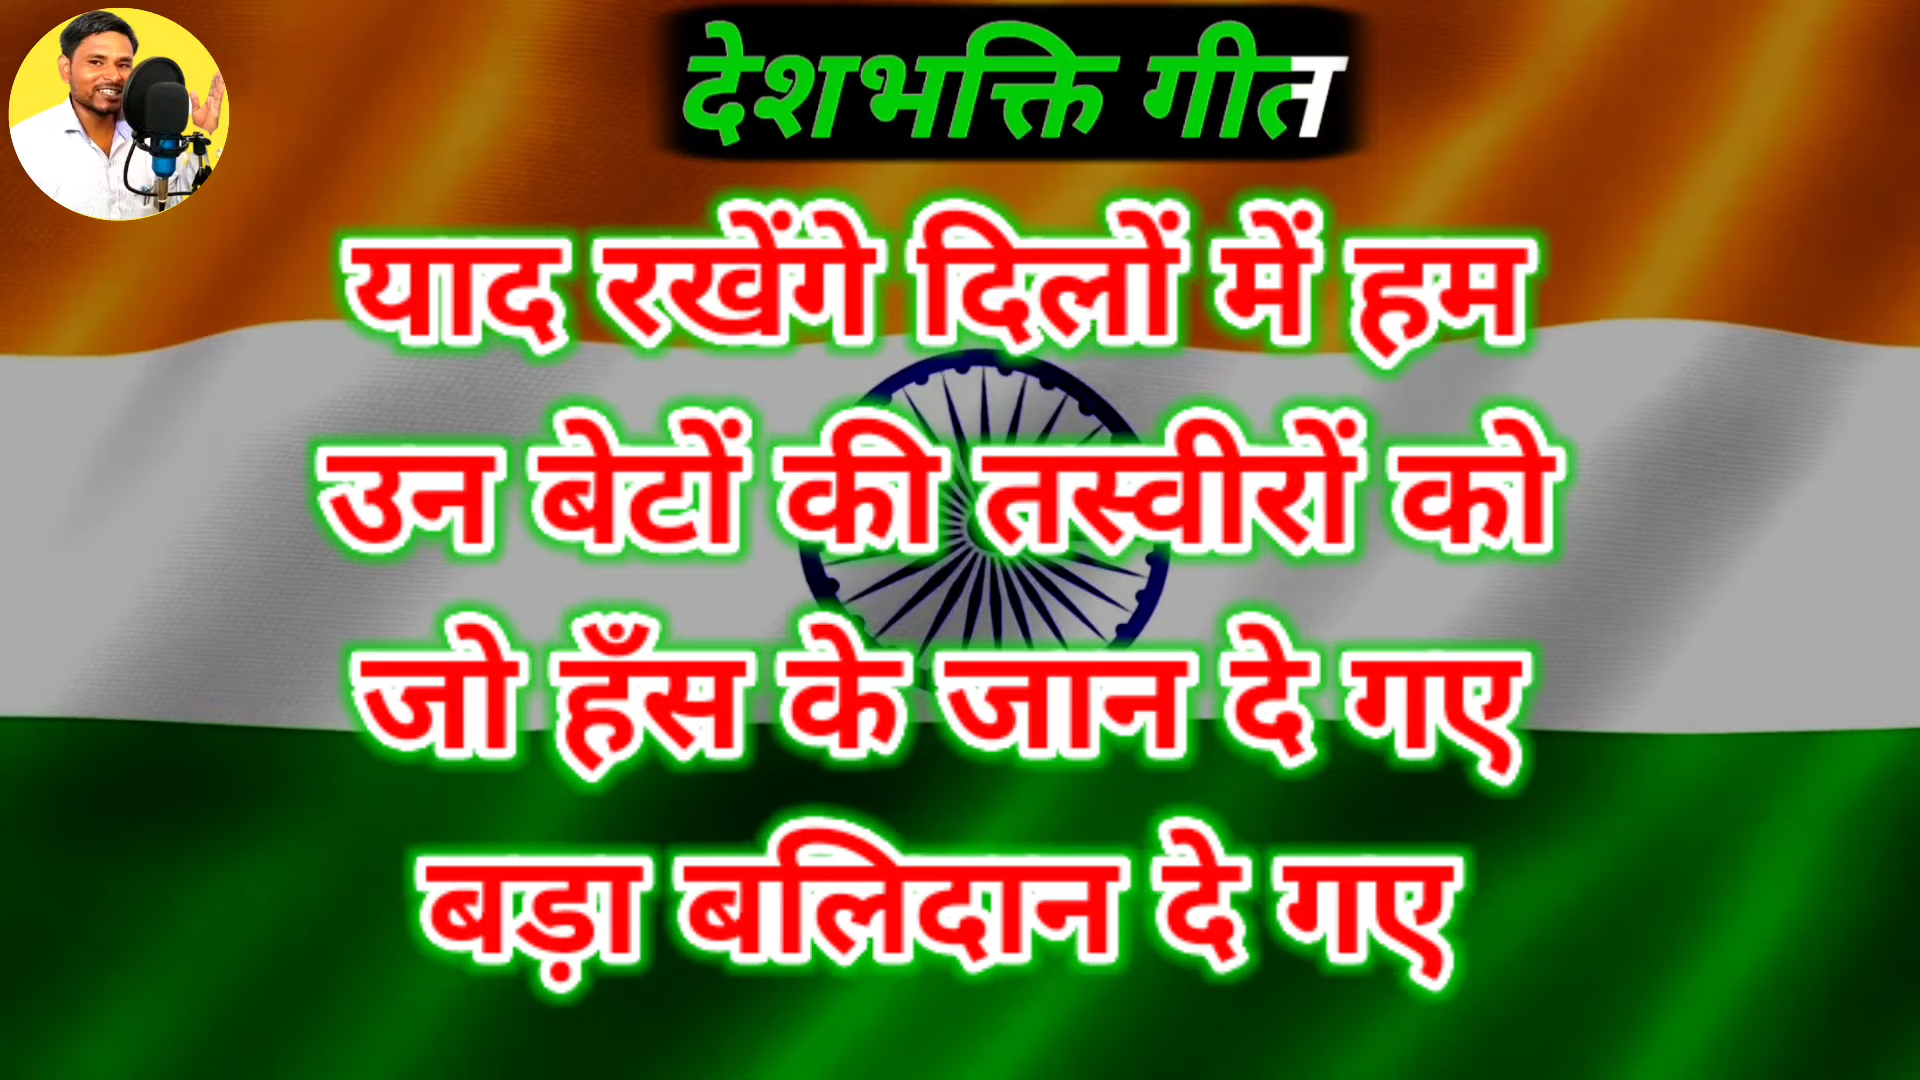 देशभक्ति गीत
याद रखेंगे दिलों में हम
उन बेटों की तस्वीरों को
जो हँस के जान दे गए
बड़ा बलिदान दे गए